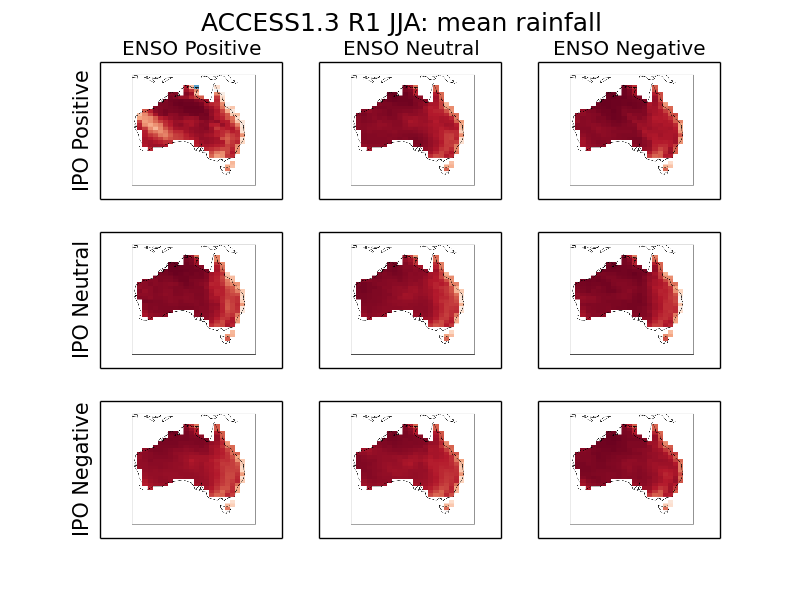 ACCESS1.3 R1 JJA: mean rainfall
ENSO Positive
ENSO Neutral
ENSO Negative
IPO Positive
IPO Neutral
IPO Negative